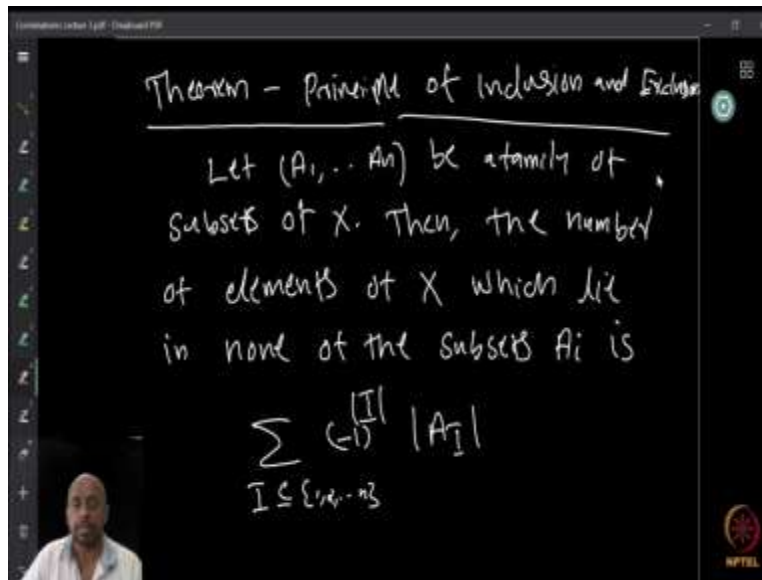 Theorem - Principle of Inclusion and Exclusion
Let (A₁, .. Aₙ) be a family of
subsets of X. Then, the number
of elements of X which lie
in none of the subsets Ai is
∑ (-1)^|I| |A_I|
I ⊆ {1,2,..n}
NPTEL